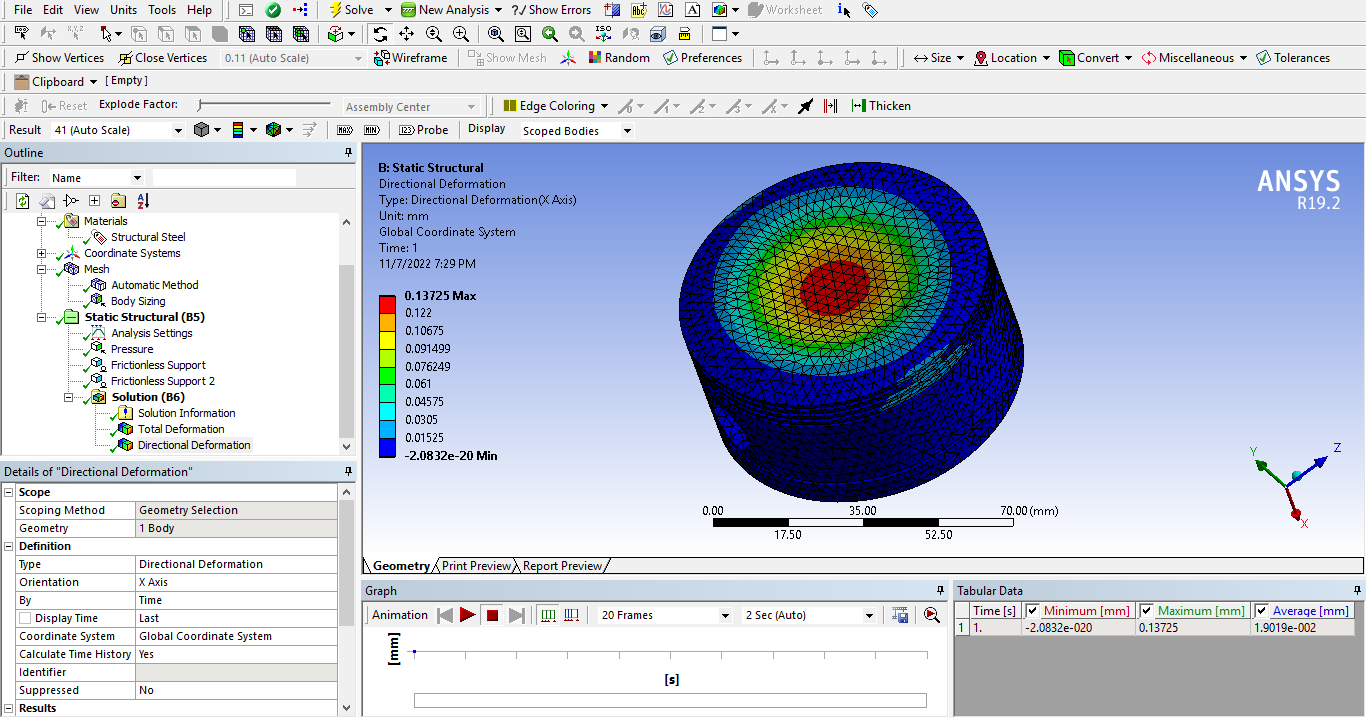 File Edit View Units Tools Help Solve New Analysis ?/ Show Errors Worksheet
Show Vertices Close Vertices 0.11 (Auto Scale) Wireframe Show Mesh Random Preferences Size Location Convert Miscellaneous Tolerances
Clipboard [ Empty ]
Reset Explode Factor: Assembly Center Edge Coloring Thicken
Result 41 (Auto Scale) MAX MIN Probe Display Scoped Bodies
Outline
Filter: Name
Materials
Structural Steel
Coordinate Systems
Mesh
Automatic Method
Body Sizing
Static Structural (B5)
Analysis Settings
Pressure
Frictionless Support
Frictionless Support 2
Solution (B6)
Solution Information
Total Deformation
Directional Deformation
Details of "Directional Deformation"
Scope
Scoping Method Geometry Selection
Geometry 1 Body
Definition
Type Directional Deformation
Orientation X Axis
By Time
Display Time Last
Coordinate System Global Coordinate System
Calculate Time History Yes
Identifier
Suppressed No
Results
B: Static Structural
Directional Deformation
Type: Directional Deformation(X Axis)
Unit: mm
Global Coordinate System
Time: 1
11/7/2022 7:29 PM
0.13725 Max
0.122
0.10675
0.091499
0.076249
0.061
0.04575
0.0305
0.01525
-2.0832e-20 Min
ANSYS
R19.2
Y
Z
X
0.00 35.00 70.00 (mm)
17.50 52.50
Geometry Print Preview Report Preview
Graph
Animation 20 Frames 2 Sec (Auto)
[mm]
[s]
Tabular Data
Time [s] Minimum [mm] Maximum [mm] Average [mm]
1 1. -2.0832e-020 0.13725 1.9019e-002